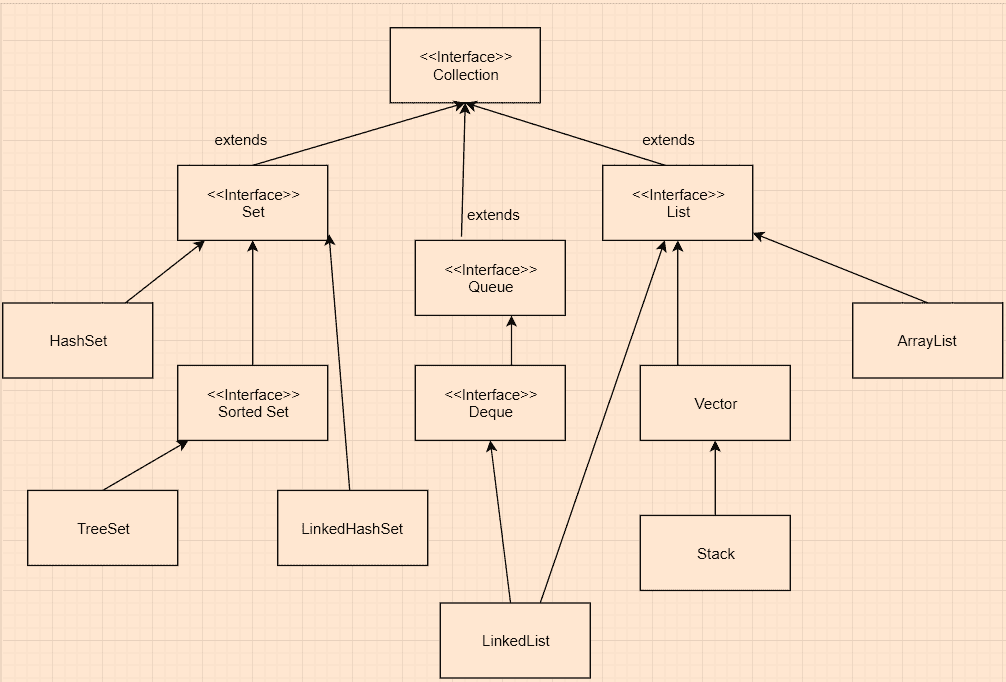 <<Interface>>
Collection
extends
extends
<<Interface>>
Set
<<Interface>>
List
extends
<<Interface>>
Queue
HashSet
ArrayList
<<Interface>>
Sorted Set
<<Interface>>
Deque
Vector
TreeSet
LinkedHashSet
Stack
LinkedList